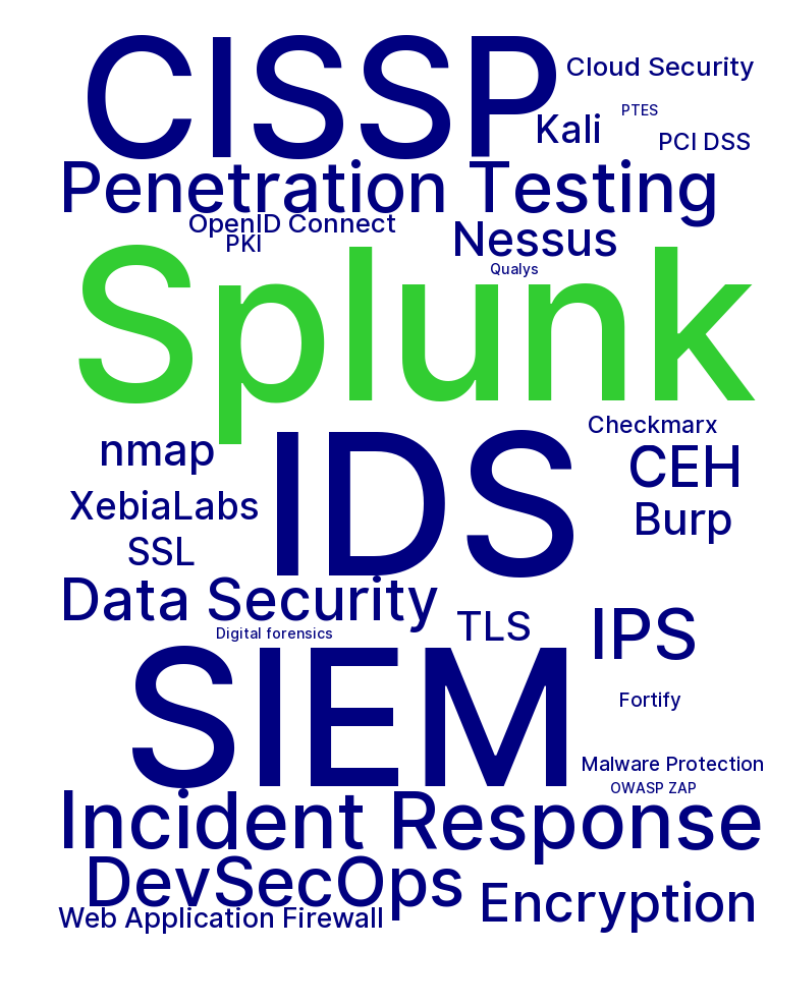 CISSP
Cloud Security
PTES
Kali
PCI DSS
Penetration Testing
OpenID Connect
PKI
Nessus
Qualys
Splunk
Checkmarx
nmap
IDS
CEH
XebiaLabs
Burp
SSL
Data Security
TLS
IPS
Digital forensics
SIEM
Fortify
Malware Protection
OWASP ZAP
Incident Response
DevSecOps
Encryption
Web Application Firewall